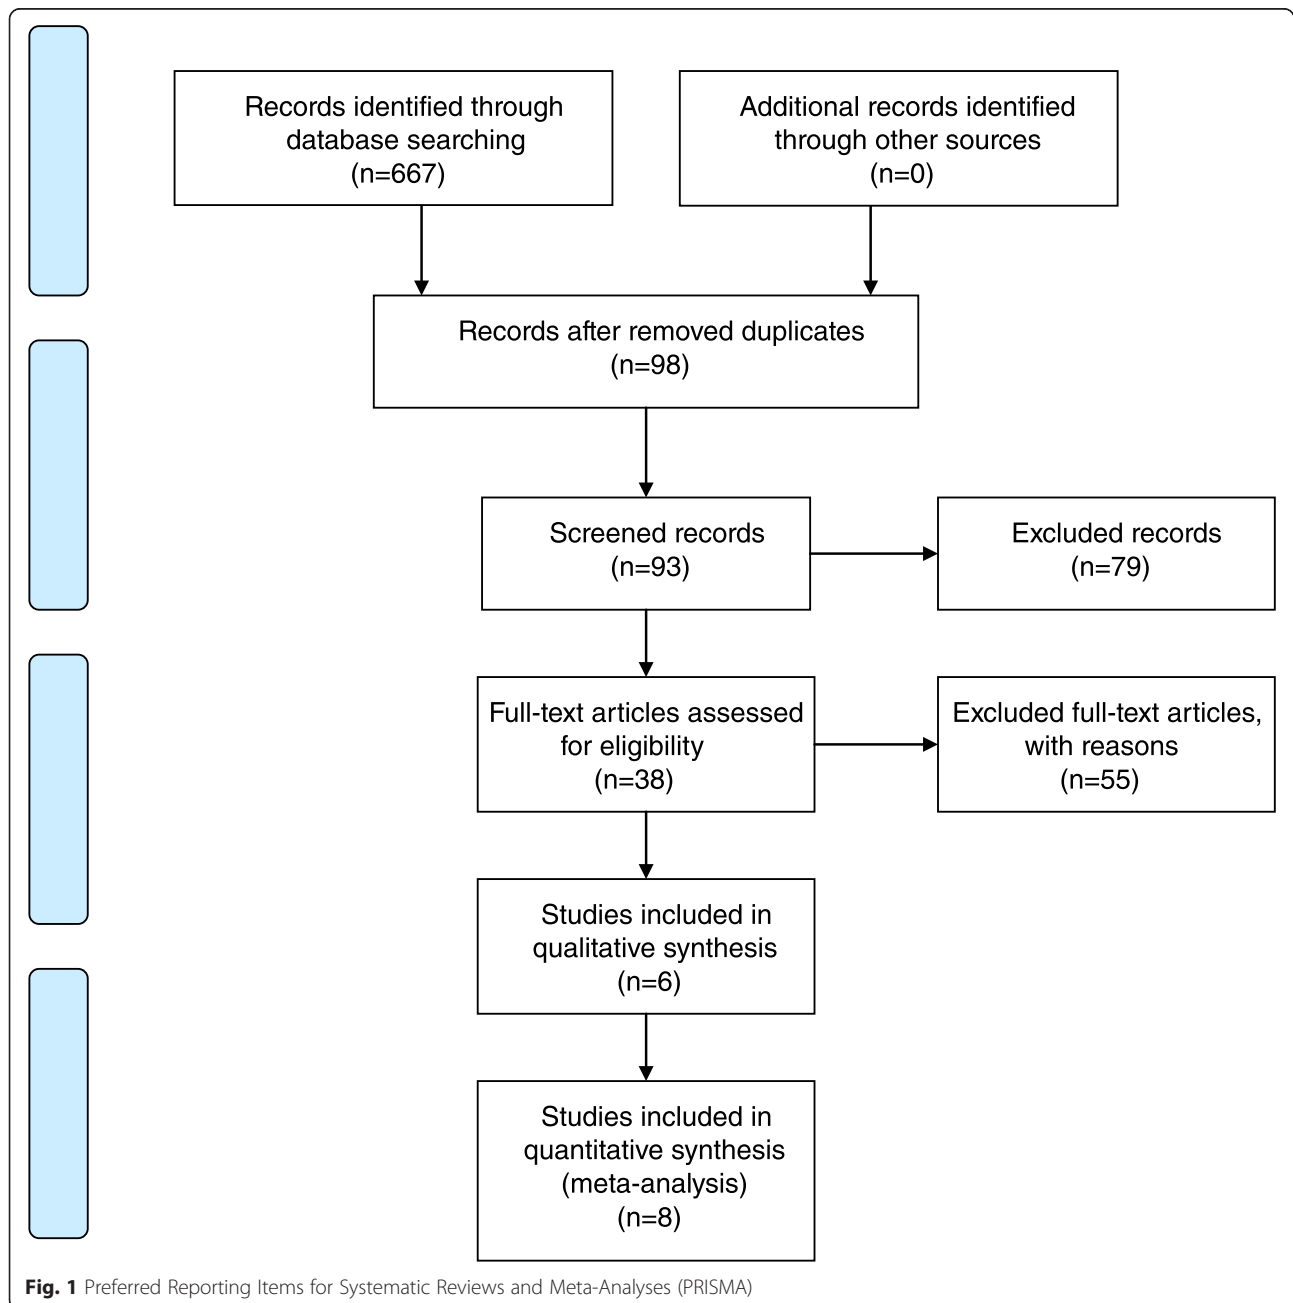 Records identified through
database searching
(n=667)
Additional records identified
through other sources
(n=0)
Records after removed duplicates
(n=98)
Screened records
(n=93)
Excluded records
(n=79)
Full-text articles assessed
for eligibility
(n=38)
Excluded full-text articles,
with reasons
(n=55)
Studies included in
qualitative synthesis
(n=6)
Studies included in
quantitative synthesis
(meta-analysis)
(n=8)
Fig. 1 Preferred Reporting Items for Systematic Reviews and Meta-Analyses (PRISMA)